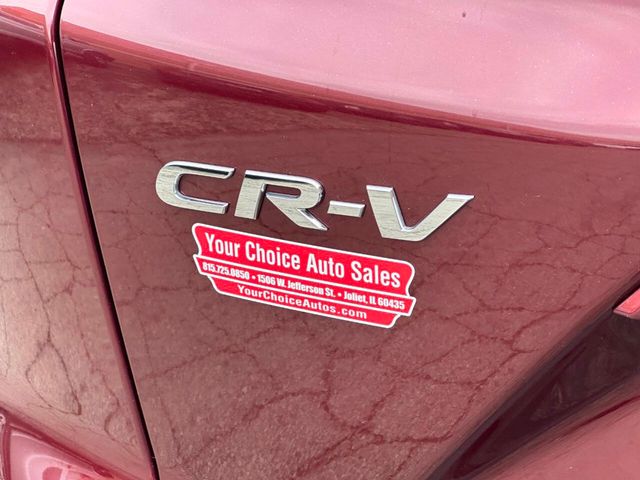 CR-V
Your Choice Auto Sales
815.725.0850 • 1506 W. Jefferson St. • Joliet, IL 60435
YourChoiceAutos.com